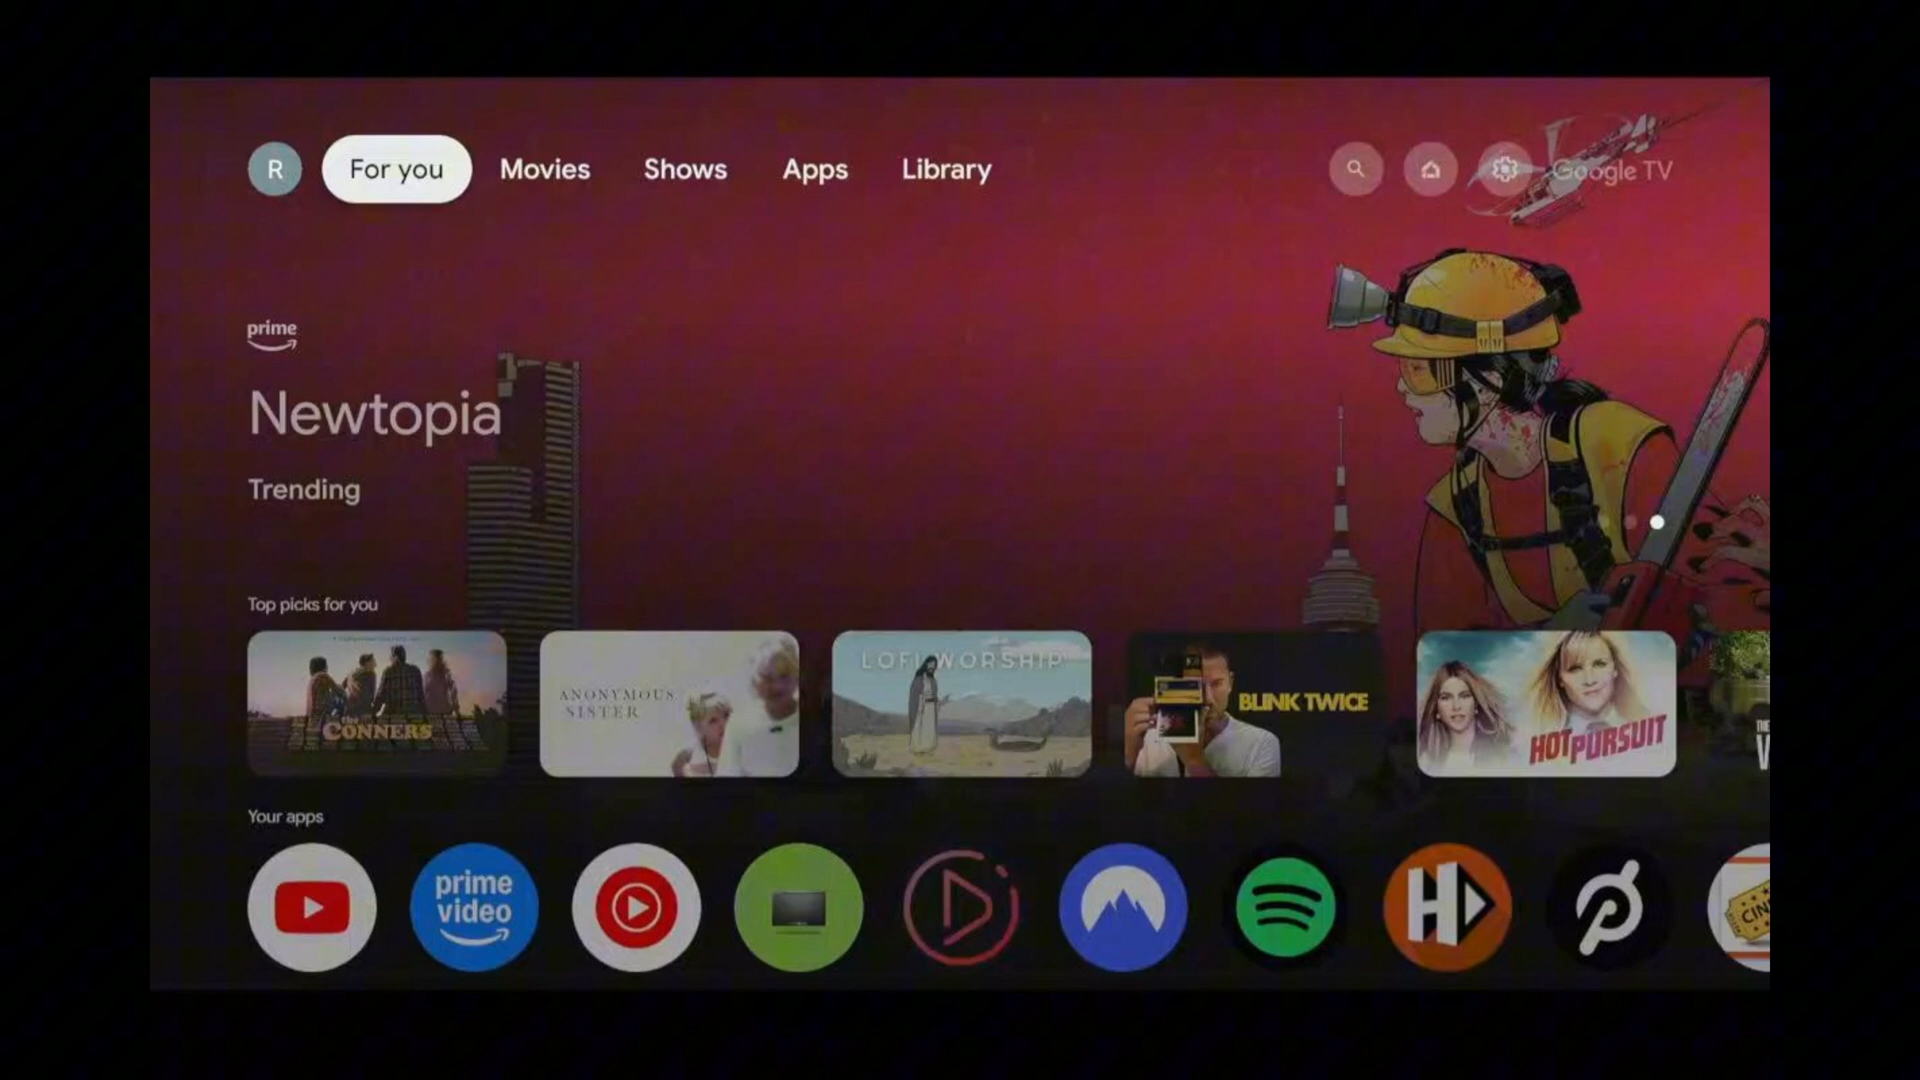 R For you Movies Shows Apps Library Google TV
prime
Newtopia
Trending
Top picks for you
the
CONNERS
ANONYMOUS
SISTER
LOFI WORSHIP
BLINK TWICE
HOT PURSUIT
Your apps
prime
video